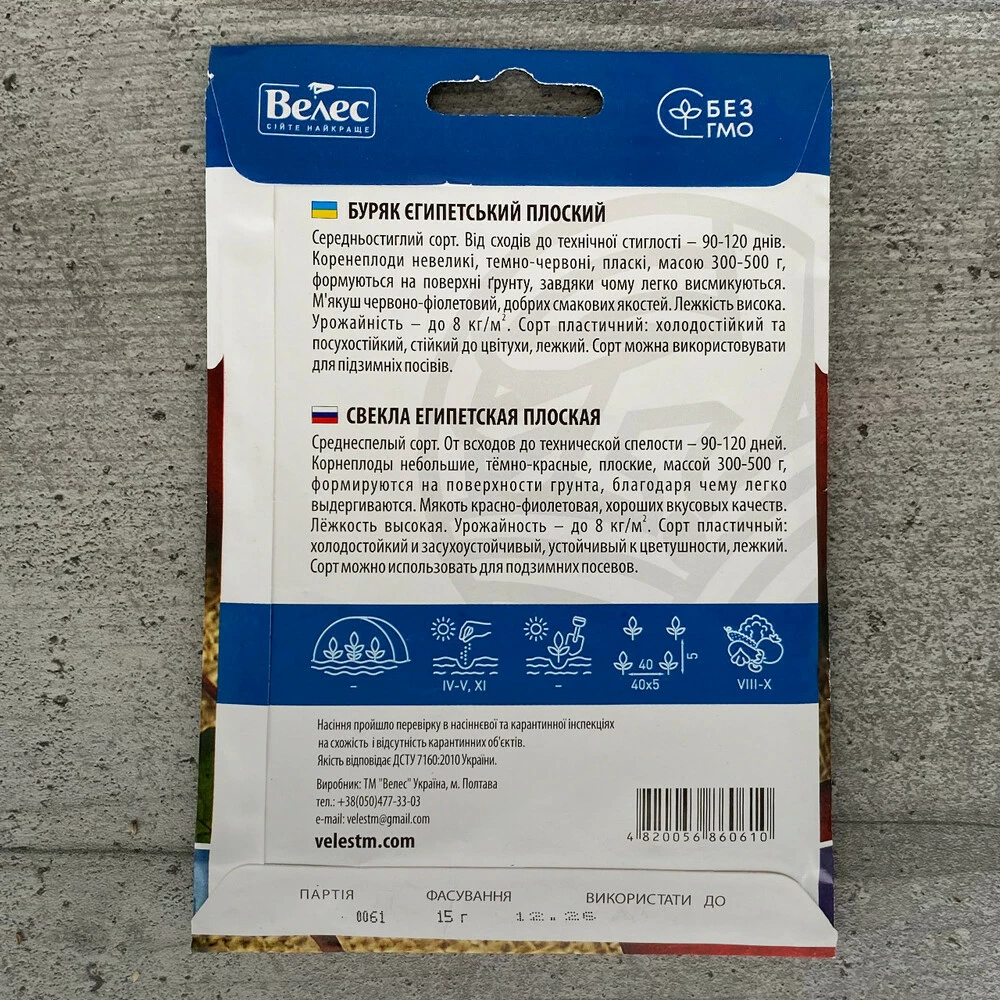 Велес
СІЙТЕ НАЙКРАЩЕ
БЕЗ
ГМО
БУРЯК ЄГИПЕТСЬКИЙ ПЛОСКИЙ
Середньостиглий сорт. Від сходів до технічної стиглості – 90-120 днів.
Коренеплоди невеликі, темно-червоні, пласкі, масою 300-500 г,
формуються на поверхні ґрунту, завдяки чому легко висмикуються.
М'якуш червоно-фіолетовий, добрих смакових якостей. Лежкість висока.
Урожайність – до 8 кг/м². Сорт пластичний: холодостійкий та
посухостійкий, стійкий до цвітухи, лежкий. Сорт можна використовувати
для підзимніх посівів.
СВЕКЛА ЕГИПЕТСКАЯ ПЛОСКАЯ
Среднеспелый сорт. От всходов до технической спелости – 90-120 дней.
Корнеплоды небольшие, тёмно-красные, плоские, массой 300-500 г,
формируются на поверхности грунта, благодаря чему легко
выдергиваются. Мякоть красно-фиолетовая, хороших вкусовых качеств.
Лёжкость высокая. Урожайность – до 8 кг/м². Сорт пластичный:
холодостойкий и засухоустойчивый, устойчивый к цветушности, лежкий.
Сорт можно использовать для подзимних посевов.
40
5
– IV-V, XI – 40x5 VIII-X
Насіння пройшло перевірку в насіннєвої та карантинної інспекціях
на схожість і відсутність карантинних об'єктів.
Якість відповідає ДСТУ 7160:2010 України.
Виробник: ТМ "Велес" Україна, м. Полтава
тел.: +38(050)477-33-03
e-mail: velestm@gmail.com
velestm.com
4 820056 860610
ПАРТІЯ ФАСУВАННЯ ВИКОРИСТАТИ ДО
0061 15 г 12.26